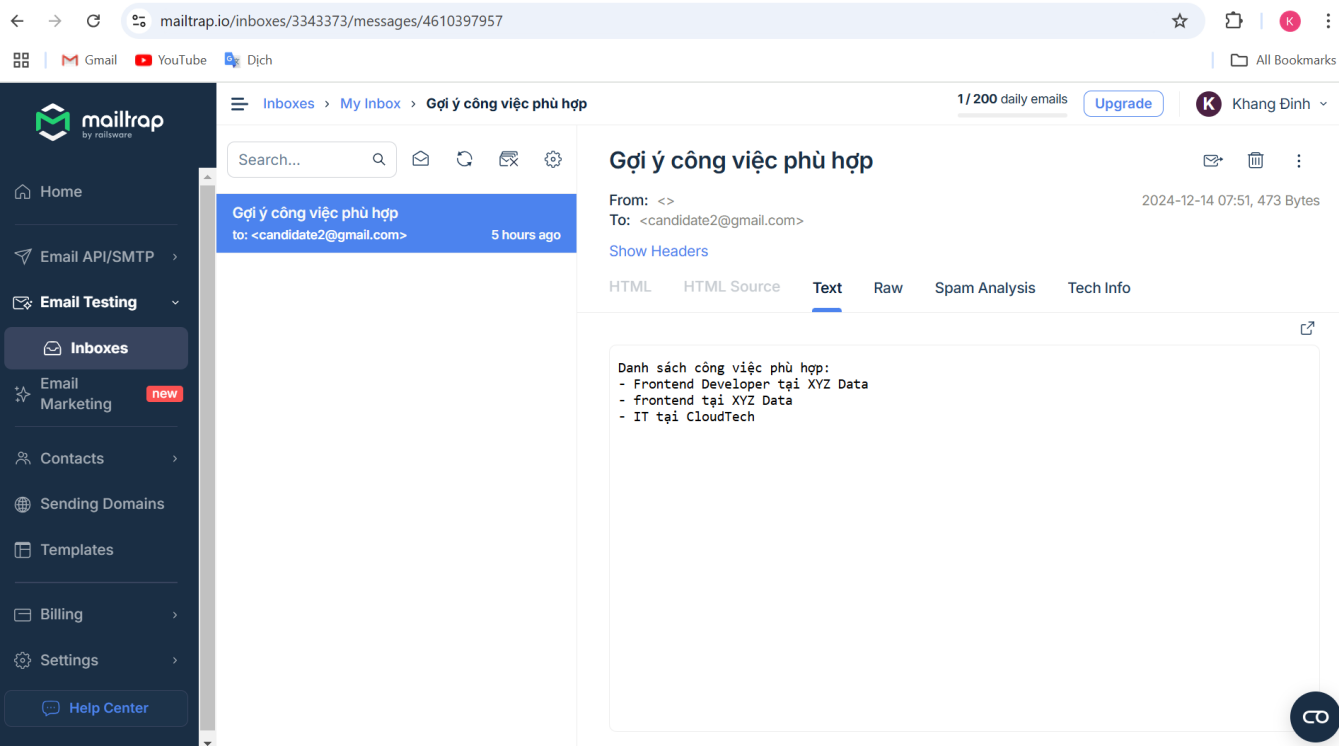 mailtrap.io/inboxes/3343373/messages/4610397957
K
Gmail YouTube Dịch All Bookmarks
mailtrap
by railsware
Inboxes › My Inbox › Gợi ý công việc phù hợp
1 / 200 daily emails
Upgrade
K Khang Đinh
Home
Email API/SMTP
Email Testing
Inboxes
Email Marketing new
Contacts
Sending Domains
Templates
Billing
Settings
Help Center
Search...
Gợi ý công việc phù hợp
to: <candidate2@gmail.com> 5 hours ago
Gợi ý công việc phù hợp
From: <> 2024-12-14 07:51, 473 Bytes
To: <candidate2@gmail.com>
Show Headers
HTML HTML Source Text Raw Spam Analysis Tech Info
Danh sách công việc phù hợp:
- Frontend Developer tại XYZ Data
- frontend tại XYZ Data
- IT tại CloudTech